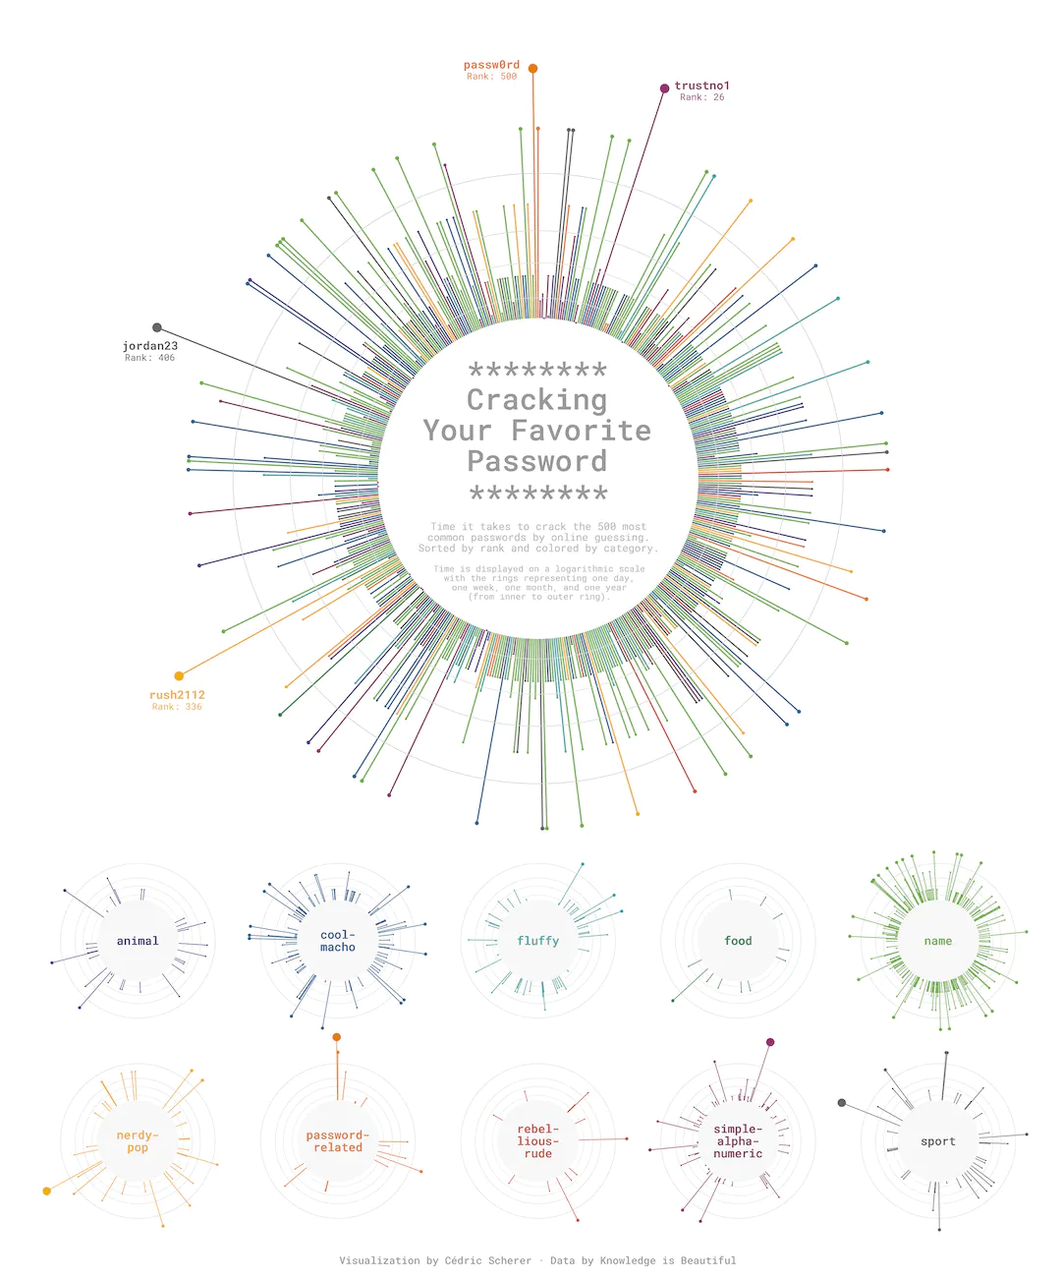 passw0rd
Rank: 500
trustno1
Rank: 26
jordan23
Rank: 406
********
Cracking
Your Favorite
Password
********
Time it takes to crack the 500 most
common passwords by online guessing.
Sorted by rank and colored by category.
Time is displayed on a logarithmic scale
with the rings representing one day,
one week, one month, and one year
(from inner to outer ring).
rush2112
Rank: 336
animal
cool-
macho
fluffy
food
name
nerdy-
pop
password-
related
rebel-
lious-
rude
simple-
alpha-
numeric
sport
Visualization by Cédric Scherer · Data by Knowledge is Beautiful